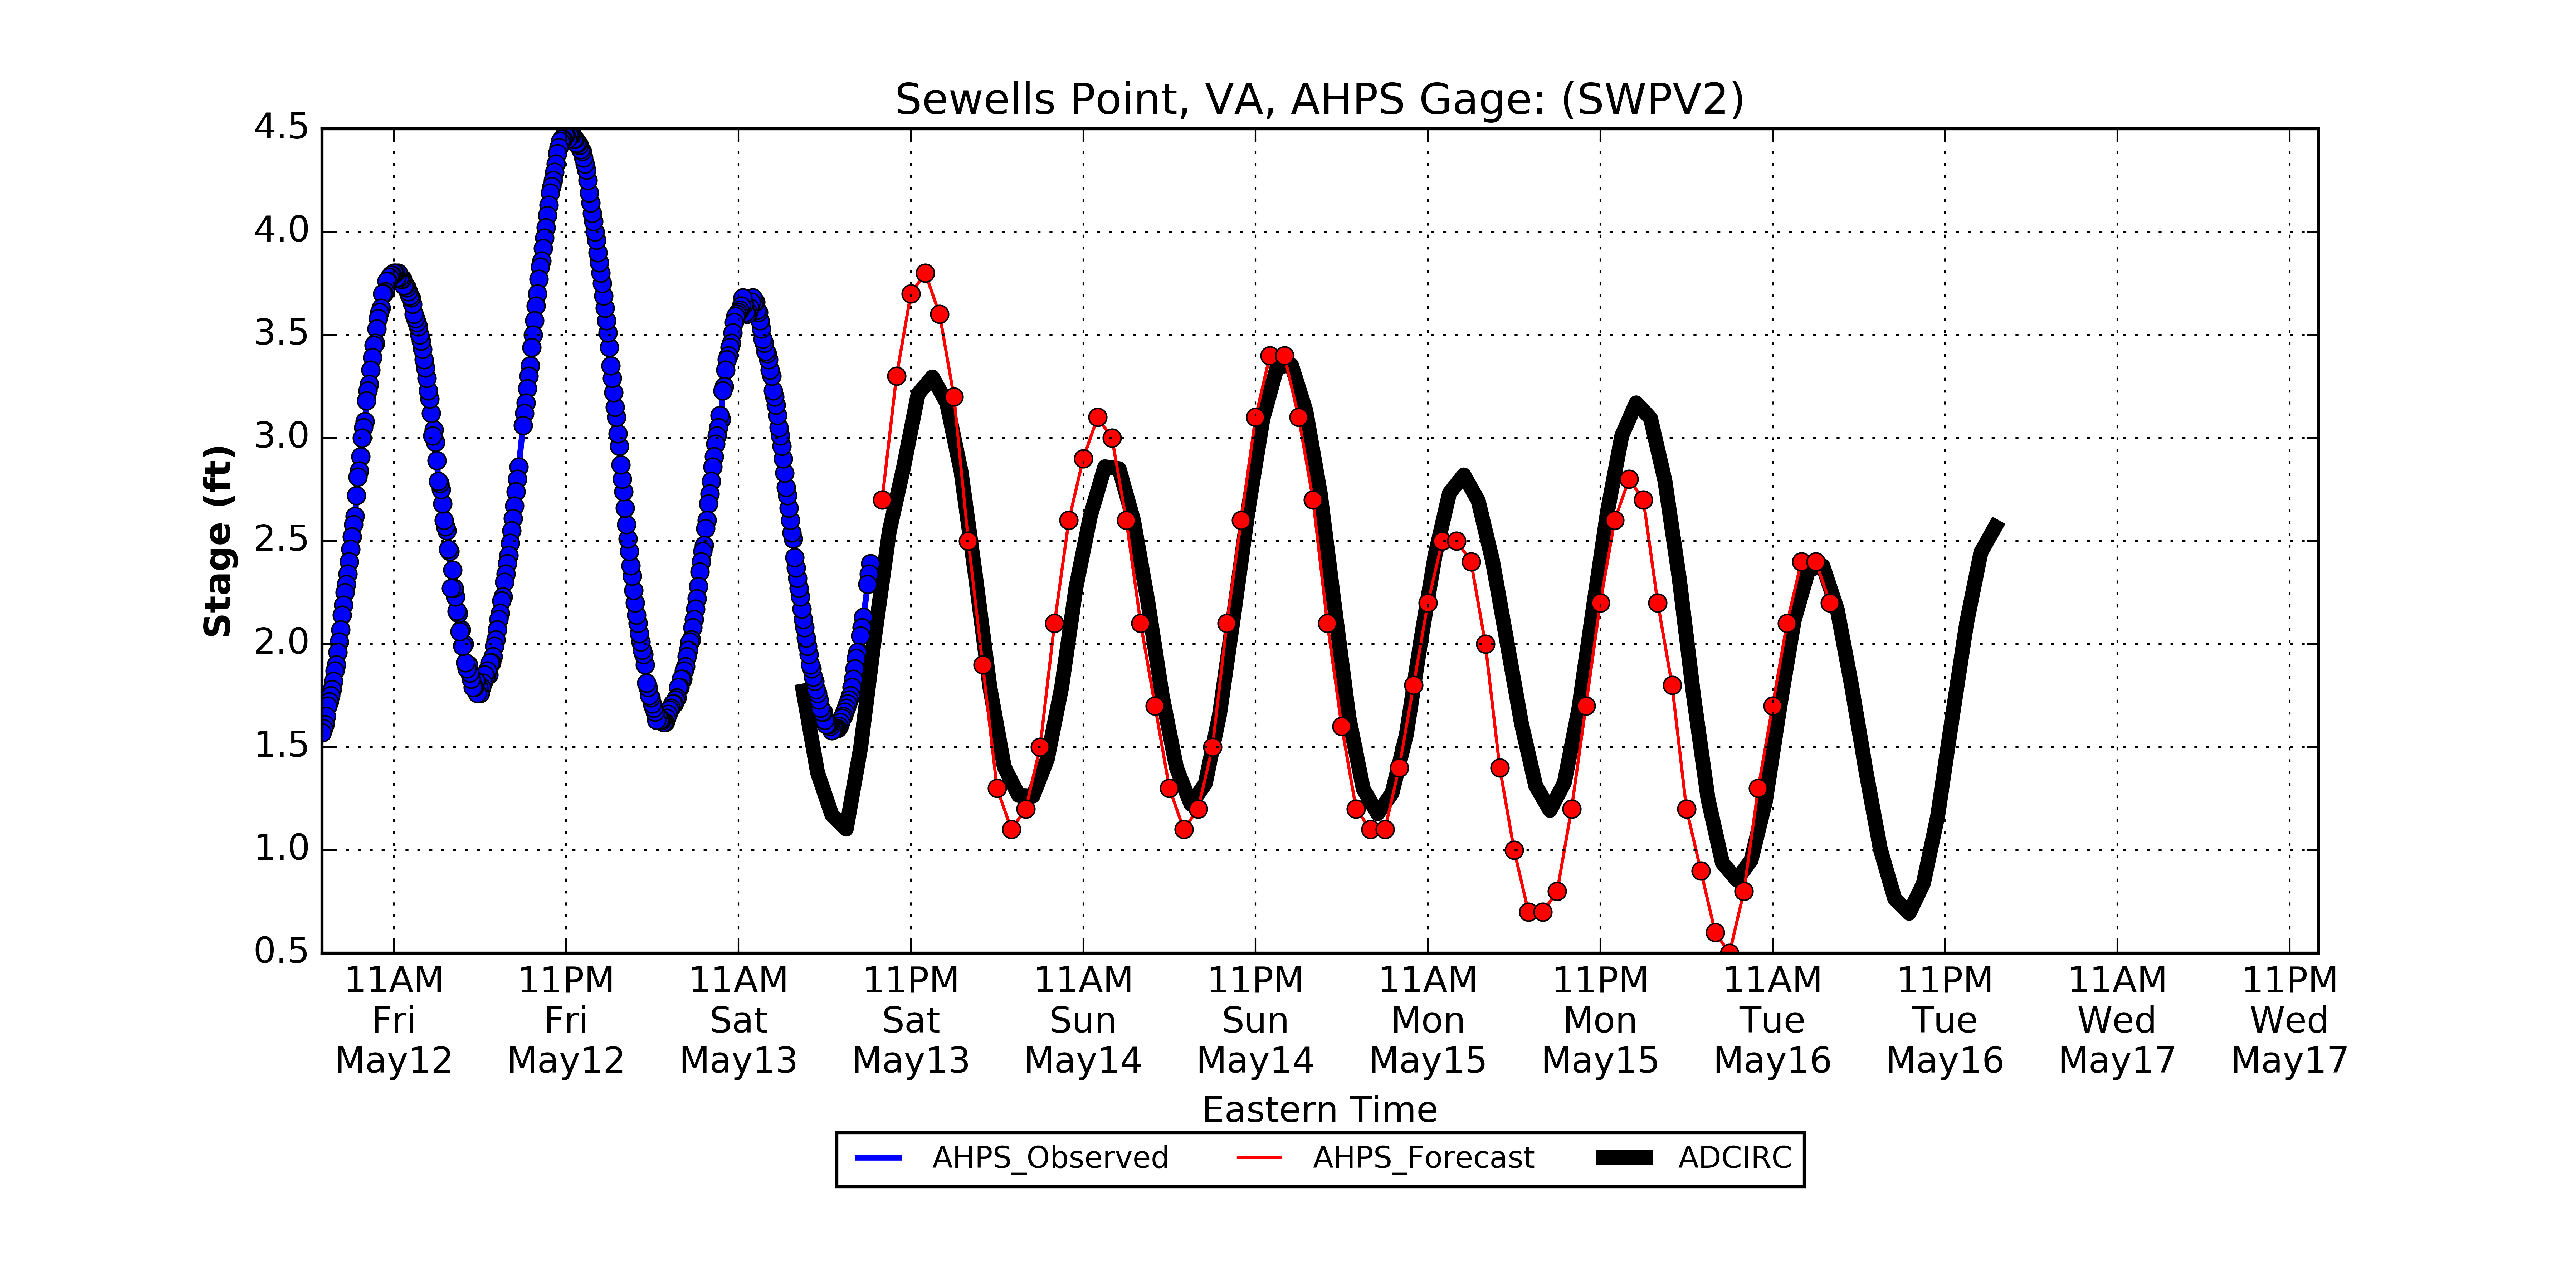 Sewells Point, VA, AHPS Gage: (SWPV2)
4.5
4.0
3.5
3.0
2.5
2.0
1.5
1.0
0.5
Stage (ft)
11AM 11PM 11AM 11PM 11AM 11PM 11AM 11PM 11AM 11PM 11AM 11PM
Fri Fri Sat Sat Sun Sun Mon Mon Tue Tue Wed Wed
May12 May12 May13 May13 May14 May14 May15 May15 May16 May16 May17 May17
Eastern Time
AHPS_Observed AHPS_Forecast ADCIRC